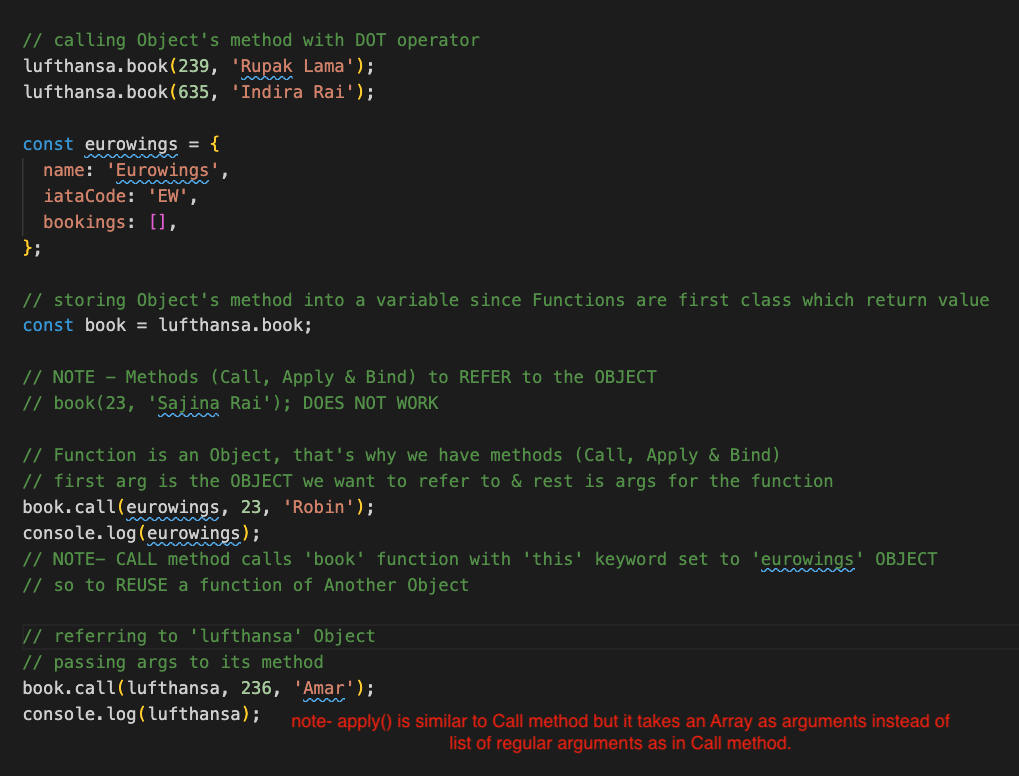 // calling Object's method with DOT operator
lufthansa.book(239, 'Rupak Lama');
lufthansa.book(635, 'Indira Rai');
const eurowings = {
name: 'Eurowings',
iataCode: 'EW',
bookings: [],
};
// storing Object's method into a variable since Functions are first class which return value
const book = lufthansa.book;
// NOTE – Methods (Call, Apply & Bind) to REFER to the OBJECT
// book(23, 'Sajina Rai'); DOES NOT WORK
// Function is an Object, that's why we have methods (Call, Apply & Bind)
// first arg is the OBJECT we want to refer to & rest is args for the function
book.call(eurowings, 23, 'Robin');
console.log(eurowings);
// NOTE– CALL method calls 'book' function with 'this' keyword set to 'eurowings' OBJECT
// so to REUSE a function of Another Object
// referring to 'lufthansa' Object
// passing args to its method
book.call(lufthansa, 236, 'Amar');
console.log(lufthansa);
note- apply() is similar to Call method but it takes an Array as arguments instead of
list of regular arguments as in Call method.